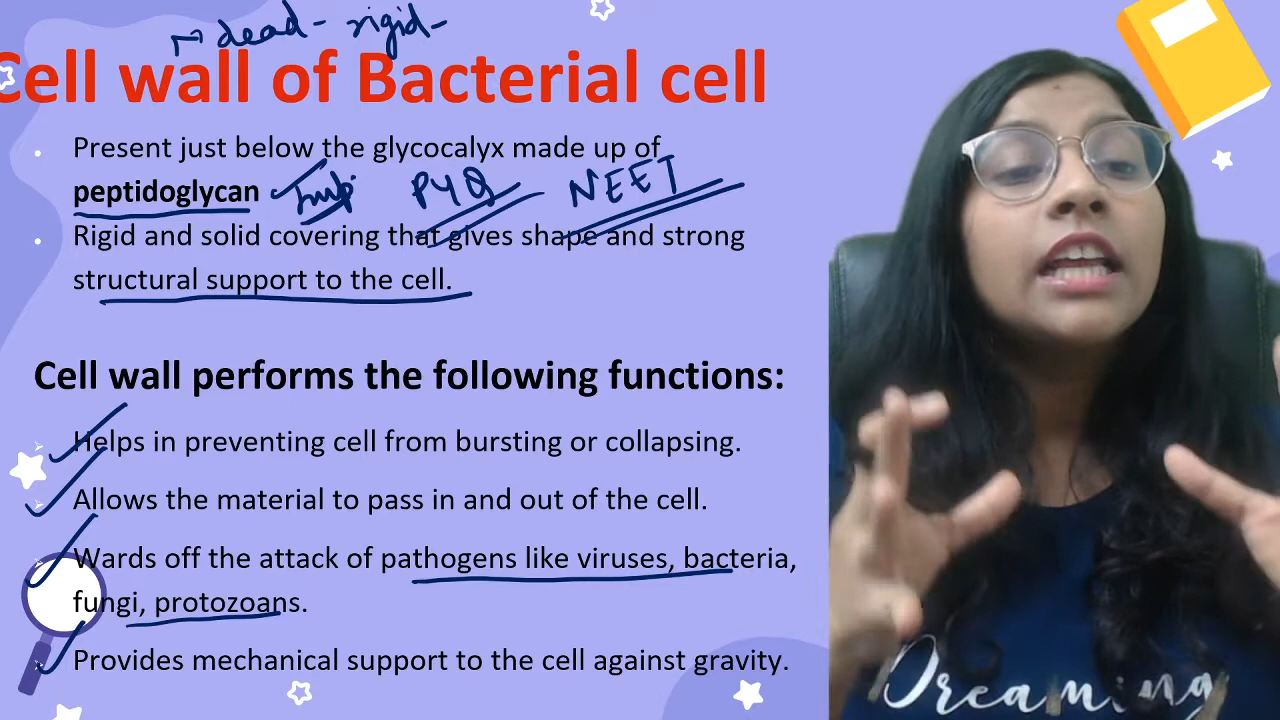 dead - rigid -
Cell wall of Bacterial cell
Present just below the glycocalyx made up of
peptidoglycan Imp PYQ NEET
Rigid and solid covering that gives shape and strong
structural support to the cell.
Cell wall performs the following functions:
Helps in preventing cell from bursting or collapsing.
Allows the material to pass in and out of the cell.
Wards off the attack of pathogens like viruses, bacteria,
fungi, protozoans.
Provides mechanical support to the cell against gravity.
Dreaming